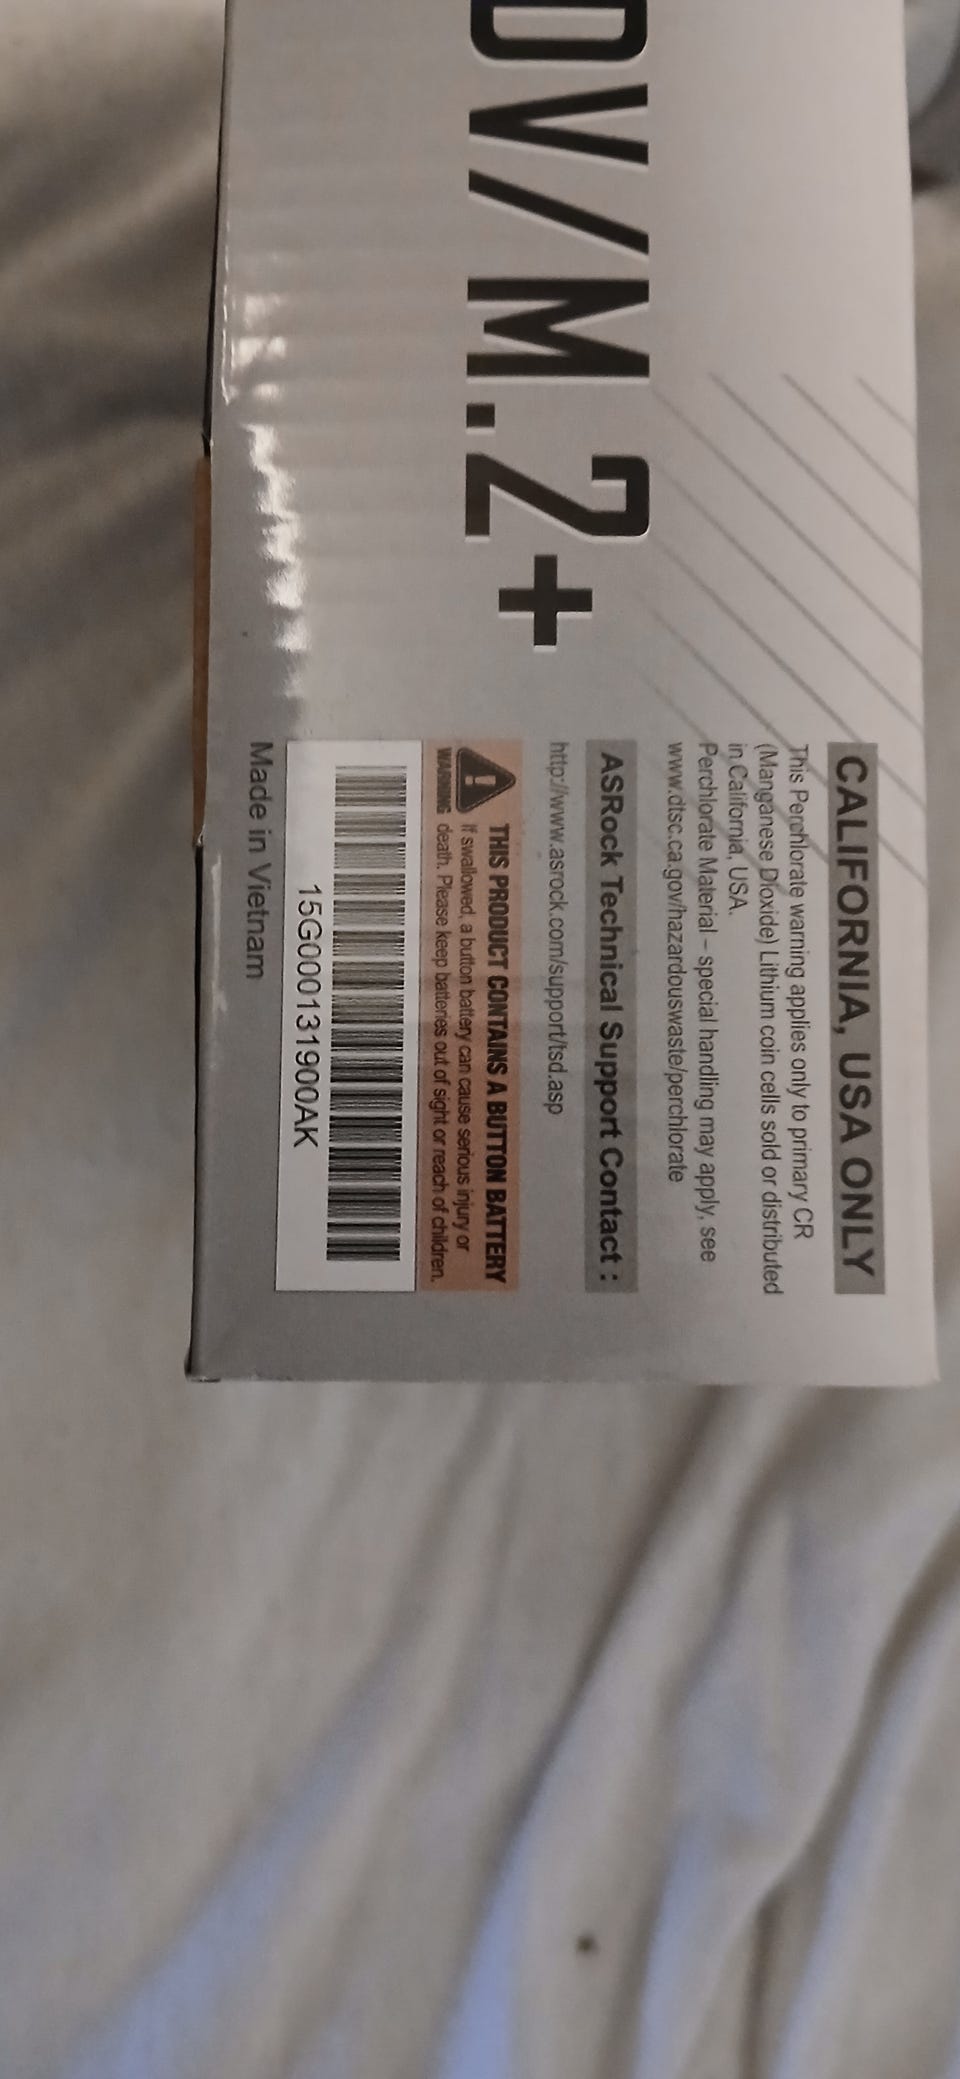 DV/M.2+
CALIFORNIA, USA ONLY
This Perchlorate warning applies only to primary CR
(Manganese Dioxide) Lithium coin cells sold or distributed
in California, USA.
Perchlorate Material – special handling may apply, see
www.dtsc.ca.gov/hazardouswaste/perchlorate
ASRock Technical Support Contact :
http://www.asrock.com/support/tsd.asp
THIS PRODUCT CONTAINS A BUTTON BATTERY
If swallowed, a button battery can cause serious injury or
WARNING death. Please keep batteries out of sight or reach of children.
15G000131900AK
Made in Vietnam